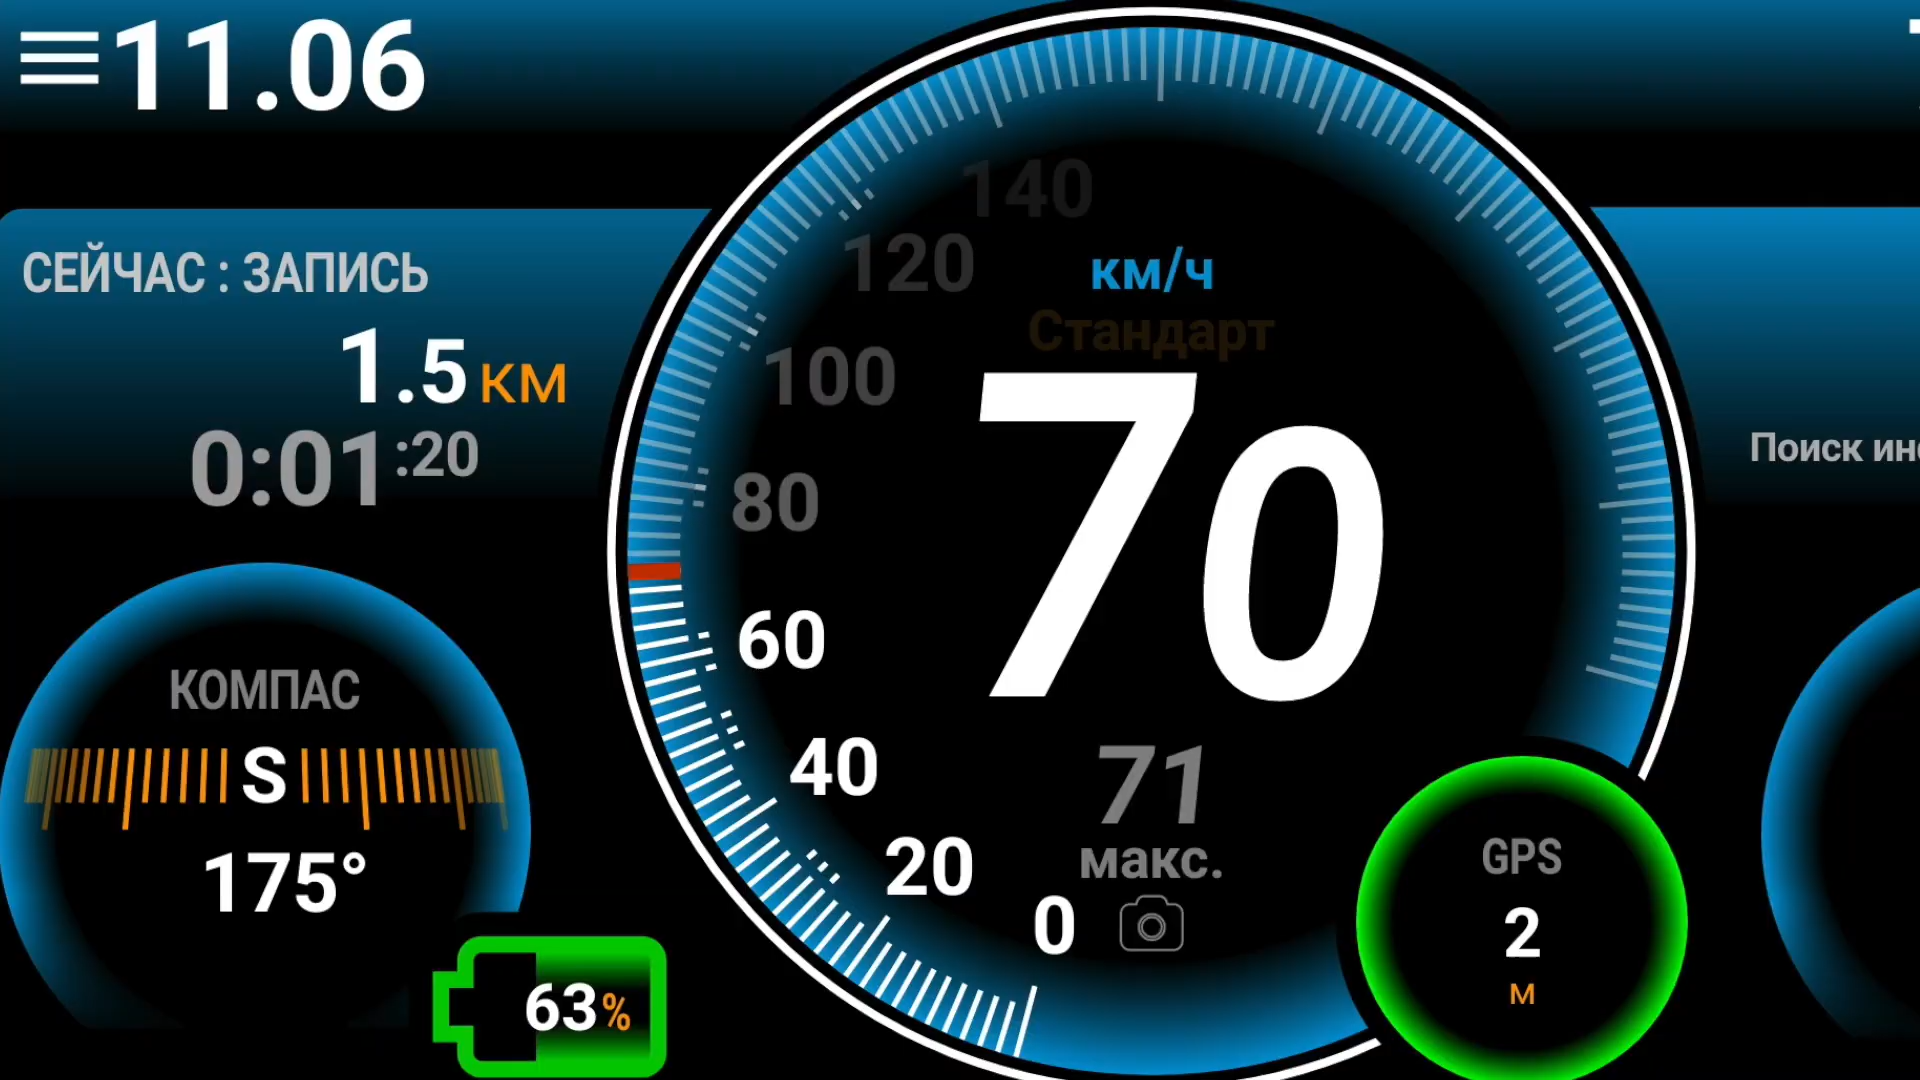 11.06
СЕЙЧАС : ЗАПИСЬ
1.5 КМ
0:01:20
КОМПАС
S
175°
63%
140
120
100
80
60
40
20
0
км/ч
Стандарт
70
71
макс.
GPS
2
м
Поиск